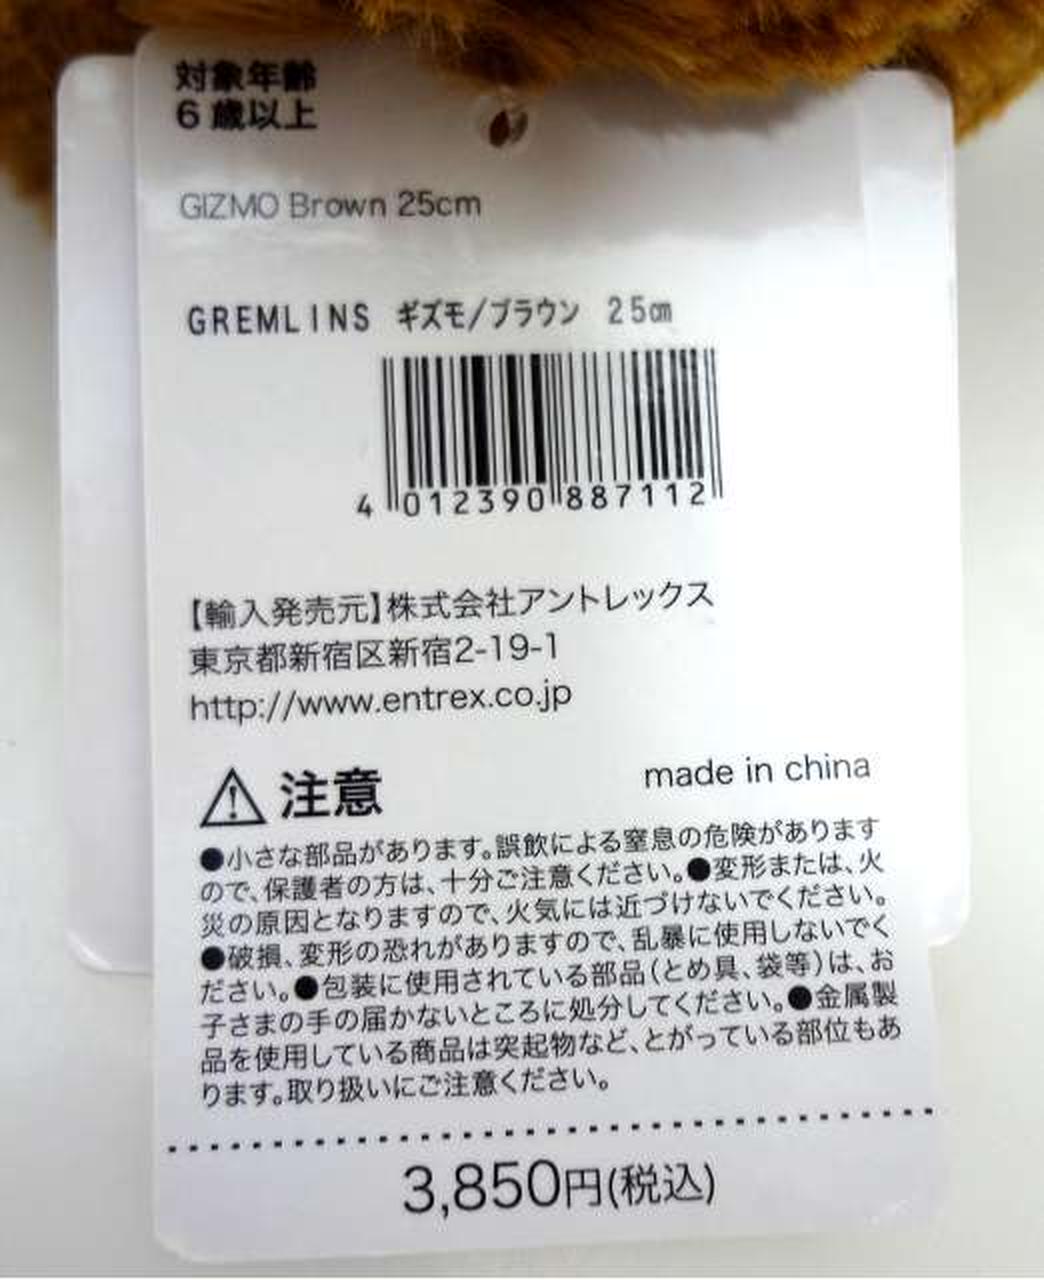 対象年齢
6歳以上
GIZMO Brown 25cm
GREMLINS ギズモ/ブラウン 25㎝
4 012390 887112
【輸入発売元】株式会社アントレックス
東京都新宿区新宿2-19-1
http://www.entrex.co.jp
注意
made in china
●小さな部品があります。誤飲による窒息の危険があります
ので、保護者の方は、十分ご注意ください。●変形または、火
災の原因となりますので、火気には近づけないでください。
●破損、変形の恐れがありますので、乱暴に使用しないでく
ださい。●包装に使用されている部品(とめ具、袋等)は、お
子さまの手の届かないところに処分してください。●金属製
品を使用している商品は突起物など、とがっている部位もあ
ります。取り扱いにご注意ください。
3,850円(税込)